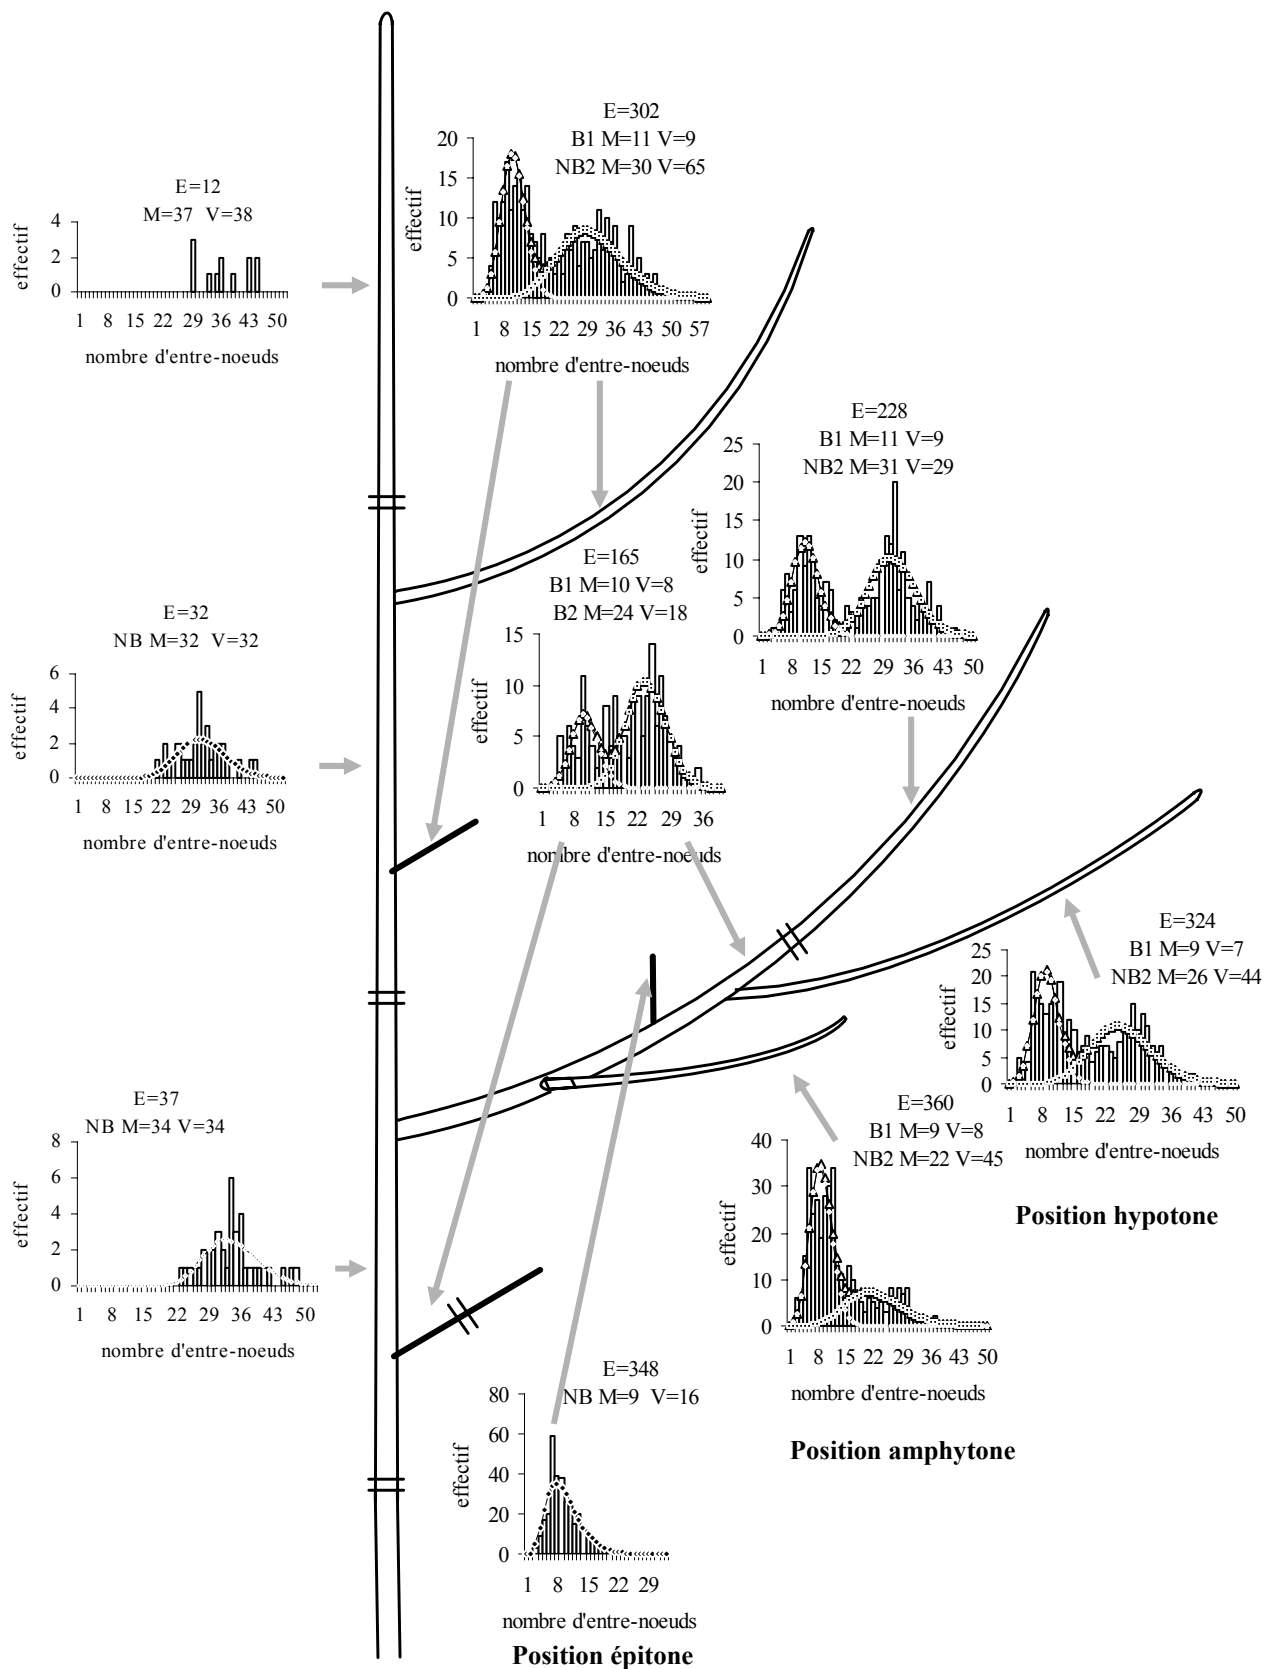 E=302
B1 M=11 V=9
NB2 M=30 V=65
20
15
10
5
0
effectif
1 8 15 22 29 36 43 50 57
nombre d'entre-noeuds
E=12
M=37 V=38
4
2
0
effectif
1 8 15 22 29 36 43 50
nombre d'entre-noeuds
E=228
B1 M=11 V=9
NB2 M=31 V=29
25
20
15
10
5
0
effectif
1 8 15 22 29 36 43 50
nombre d'entre-noeuds
E=165
B1 M=10 V=8
B2 M=24 V=18
15
10
5
0
effectif
1 8 15 22 29 36
nombre d'entre-noeuds
E=32
NB M=32 V=32
6
4
2
0
effectif
1 8 15 22 29 36 43 50
nombre d'entre-noeuds
E=324
B1 M=9 V=7
NB2 M=26 V=44
25
20
15
10
5
0
effectif
1 8 15 22 29 36 43 50
nombre d'entre-noeuds
Position hypotone
E=37
NB M=34 V=34
8
6
4
2
0
effectif
1 8 15 22 29 36 43 50
nombre d'entre-noeuds
E=360
B1 M=9 V=8
NB2 M=22 V=45
40
30
20
10
0
effectif
1 8 15 22 29 36 43 50
nombre d'entre-noeuds
Position amphytone
E=348
NB M=9 V=16
80
60
40
20
0
effectif
1 8 15 22 29
nombre d'entre-noeuds
Position épitone